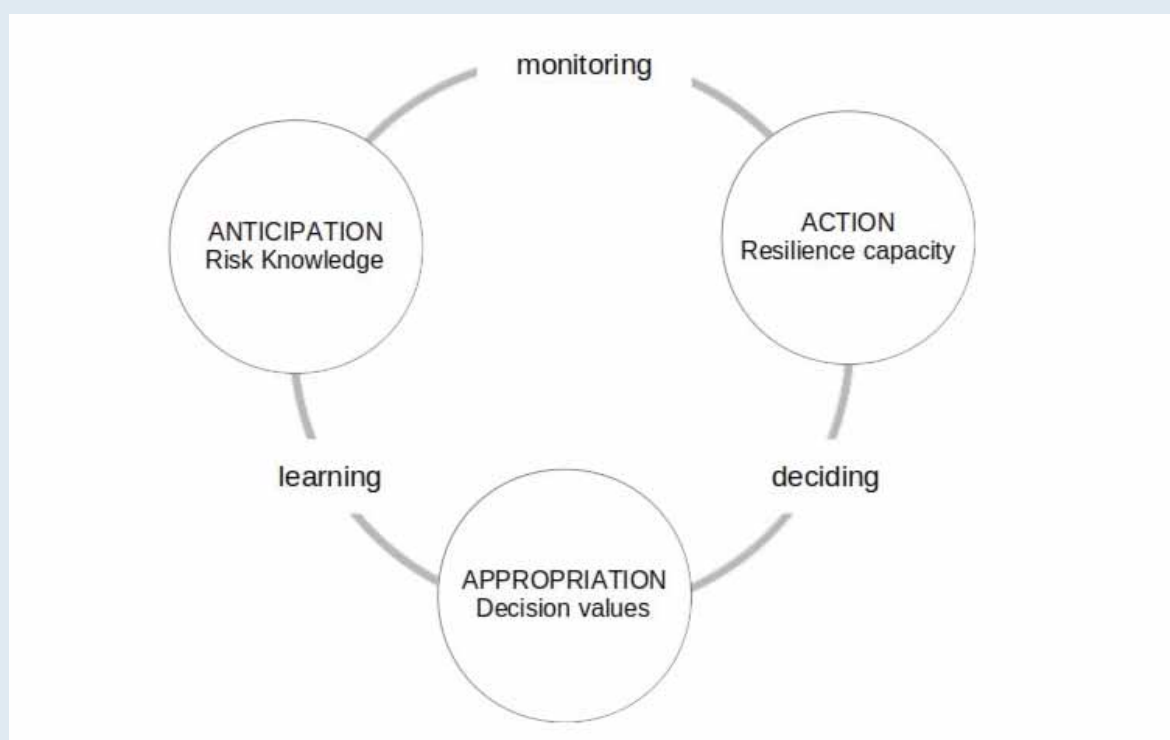 monitoring
ANTICIPATION
Risk Knowledge
ACTION
Resilience capacity
learning
deciding
APPROPRIATION
Decision values